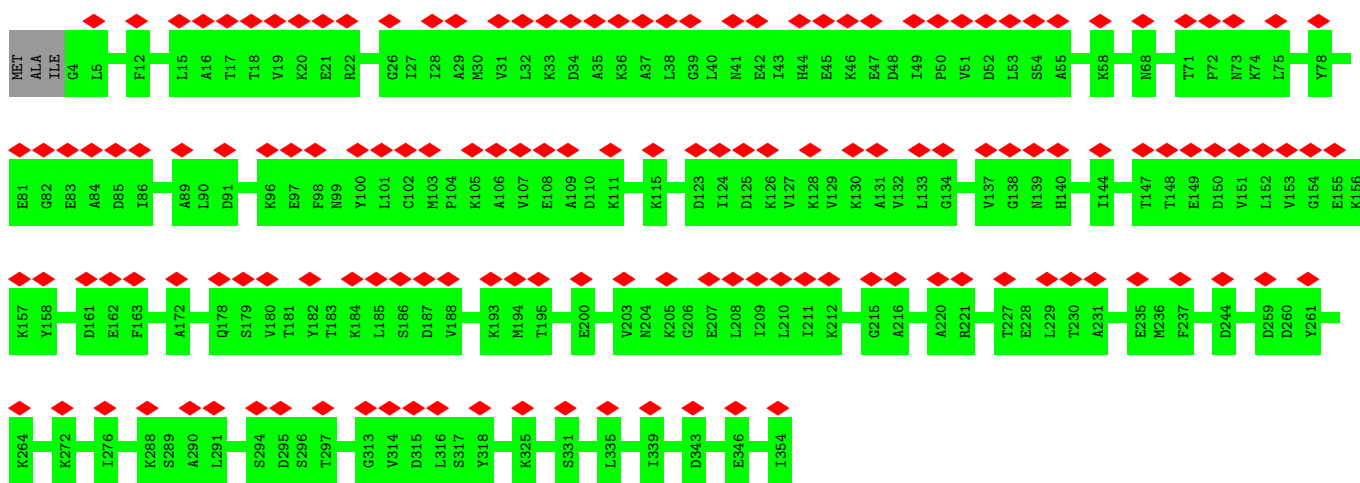 MET ALA ILE G4 L5 F12 L15 A16 T17 T18 V19 K20 E21 R22 G26 I27 I28 A29 M30 V31 L32 K33 D34 A35 K36 A37 L38 G39 L40 N41 E42 I43 H44 E45 K46 E47 D48 I49 P50 V51 D52 L53 S54 A55 K58 N68 T71 P72 N73 K74 L75 Y78
E81 G82 E83 A84 D85 I86 A89 L90 D91 K96 E97 F98 N99 Y100 L101 C102 M103 P104 K105 A106 V107 E108 A109 D110 K111 K115 D123 I124 D125 K126 V127 K128 V129 K130 A131 V132 L133 G134 V137 G138 N139 H140 I144 T147 T148 E149 D150 V151 L152 V153 G154 E155 K156
K157 Y158 D161 E162 F163 A172 Q178 S179 V180 T181 Y182 T183 K184 L185 S186 D187 V188 K193 M194 T195 E200 V203 N204 K205 G206 E207 L208 I209 L210 I211 K212 G215 A216 A220 R221 T227 E228 L229 T230 A231 E235 M236 F237 D244 D259 D260 Y261
K264 K272 I276 K288 S289 A290 L291 S294 D295 S296 T297 G313 V314 D315 L316 S317 Y318 K325 S331 L335 I339 D343 E346 I354